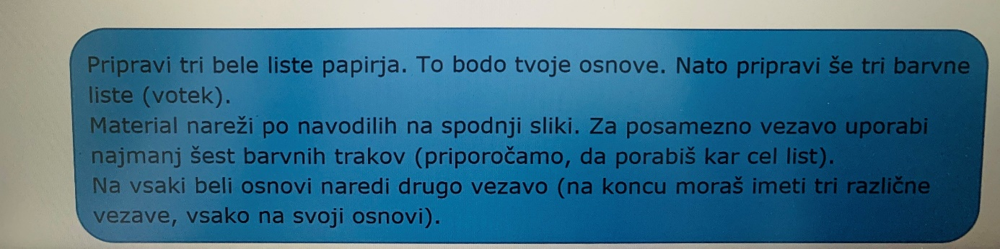 Pripravi tri bele liste papirja. To bodo tvoje osnove. Nato pripravi še tri barvne
liste (votek).
Material nareži po navodilih na spodnji sliki. Za posamezno vezavo uporabi
najmanj šest barvnih trakov (priporočamo, da porabiš kar cel list).
Na vsaki beli osnovi naredi drugo vezavo (na koncu moraš imeti tri različne
vezave, vsako na svoji osnovi).